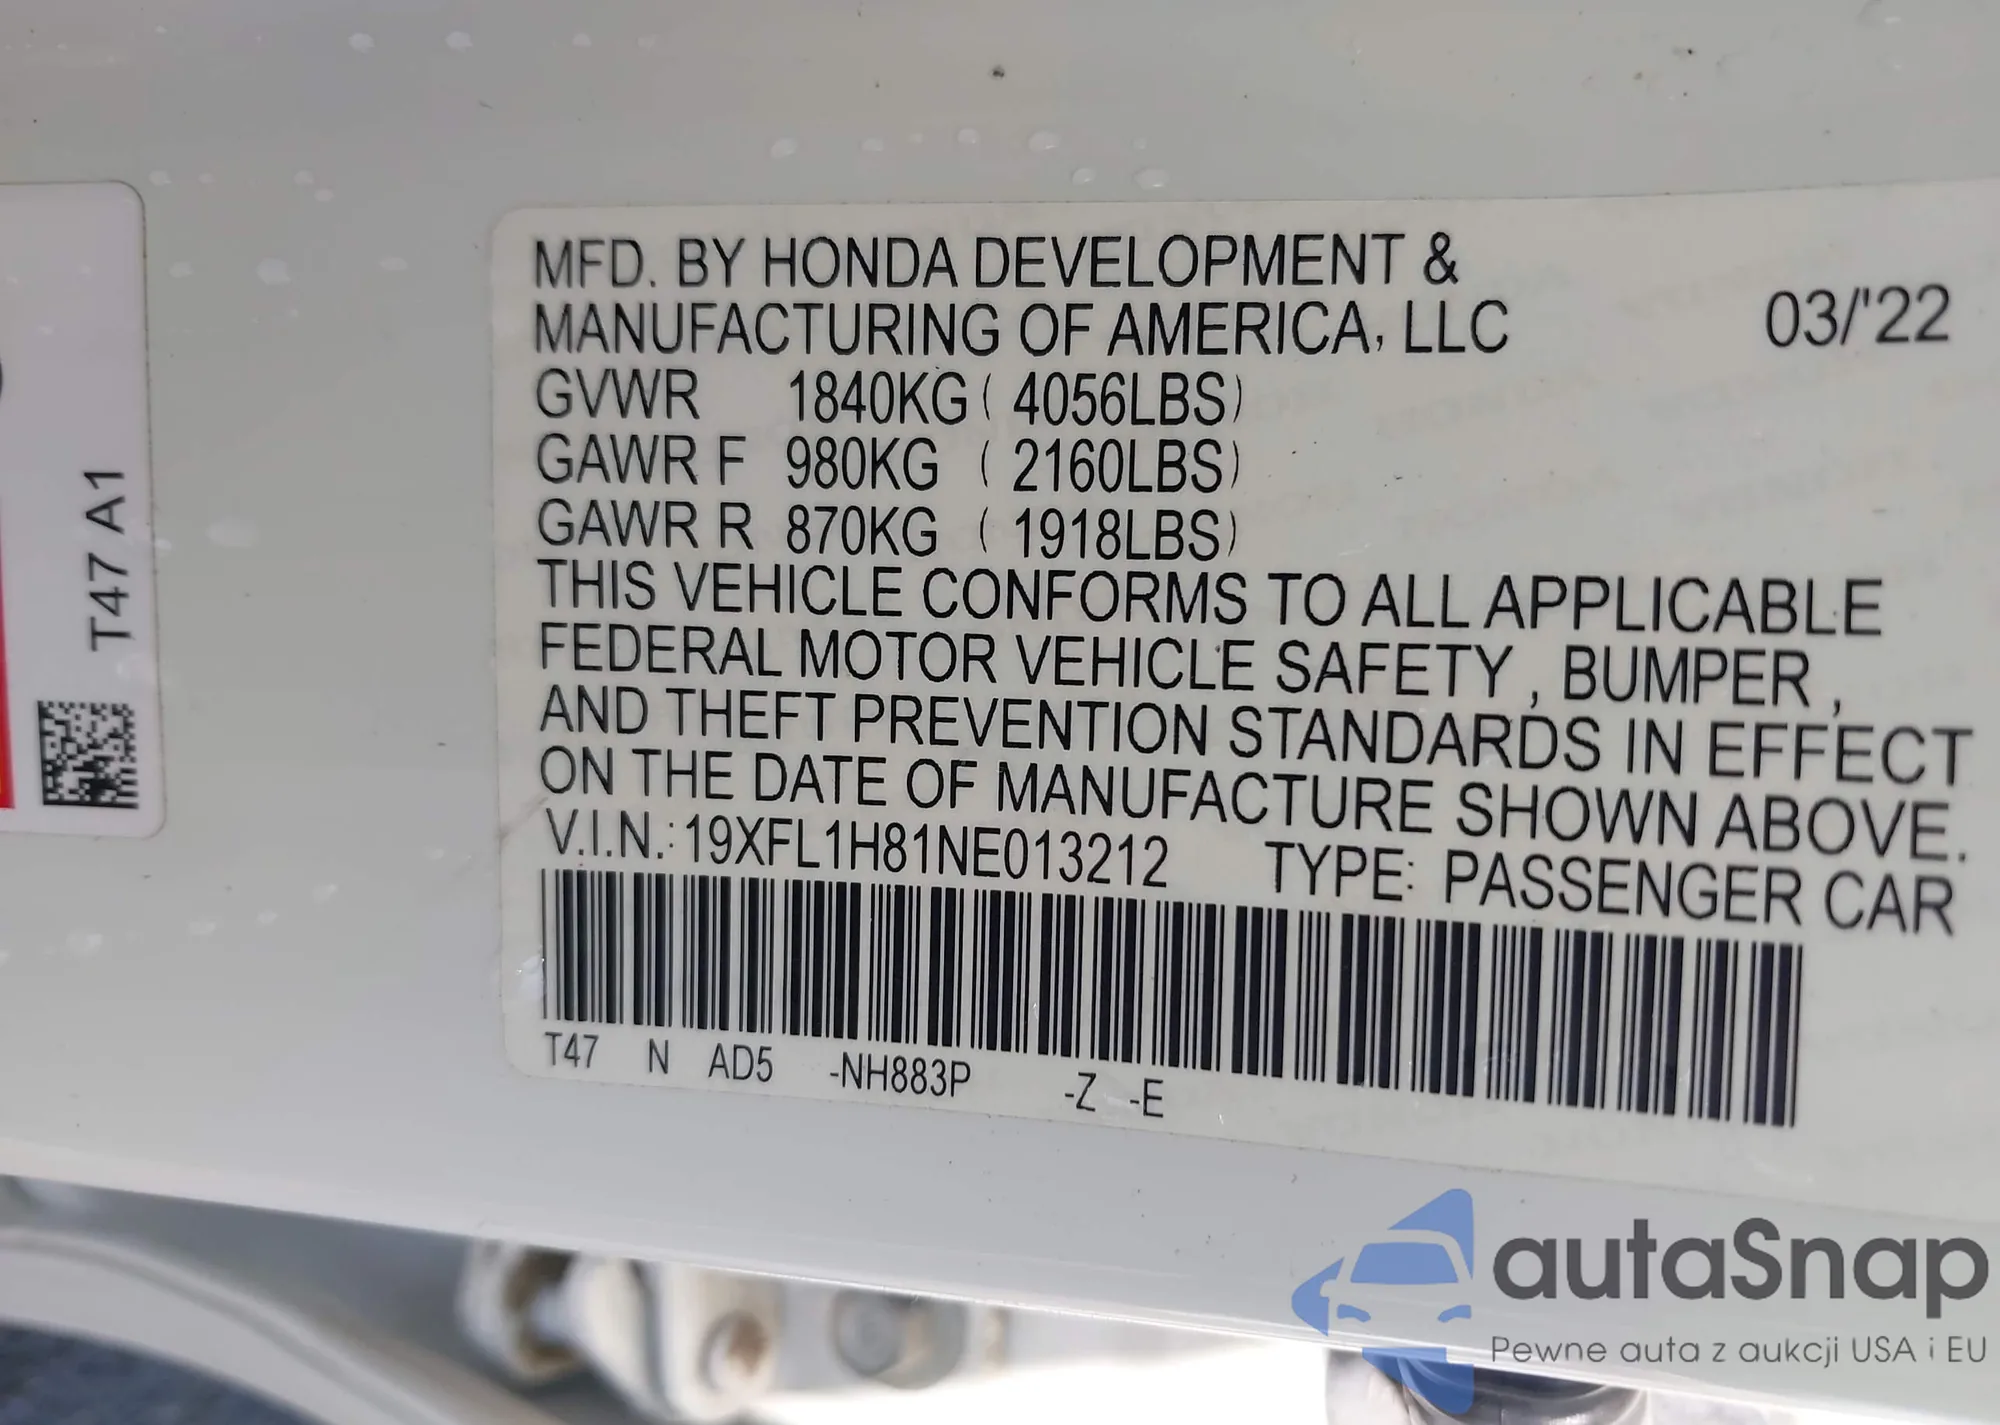 MFD. BY HONDA DEVELOPMENT &
MANUFACTURING OF AMERICA, LLC 03/'22
GVWR 1840KG ( 4056LBS)
GAWR F 980KG ( 2160LBS)
GAWR R 870KG ( 1918LBS)
THIS VEHICLE CONFORMS TO ALL APPLICABLE
FEDERAL MOTOR VEHICLE SAFETY , BUMPER ,
AND THEFT PREVENTION STANDARDS IN EFFECT
ON THE DATE OF MANUFACTURE SHOWN ABOVE.
V.I.N.: 19XFL1H81NE013212 TYPE: PASSENGER CAR
T47 N AD5 -NH883P -Z -E
T47 A1
autaSnap
Pewne auta z aukcji USA i EU